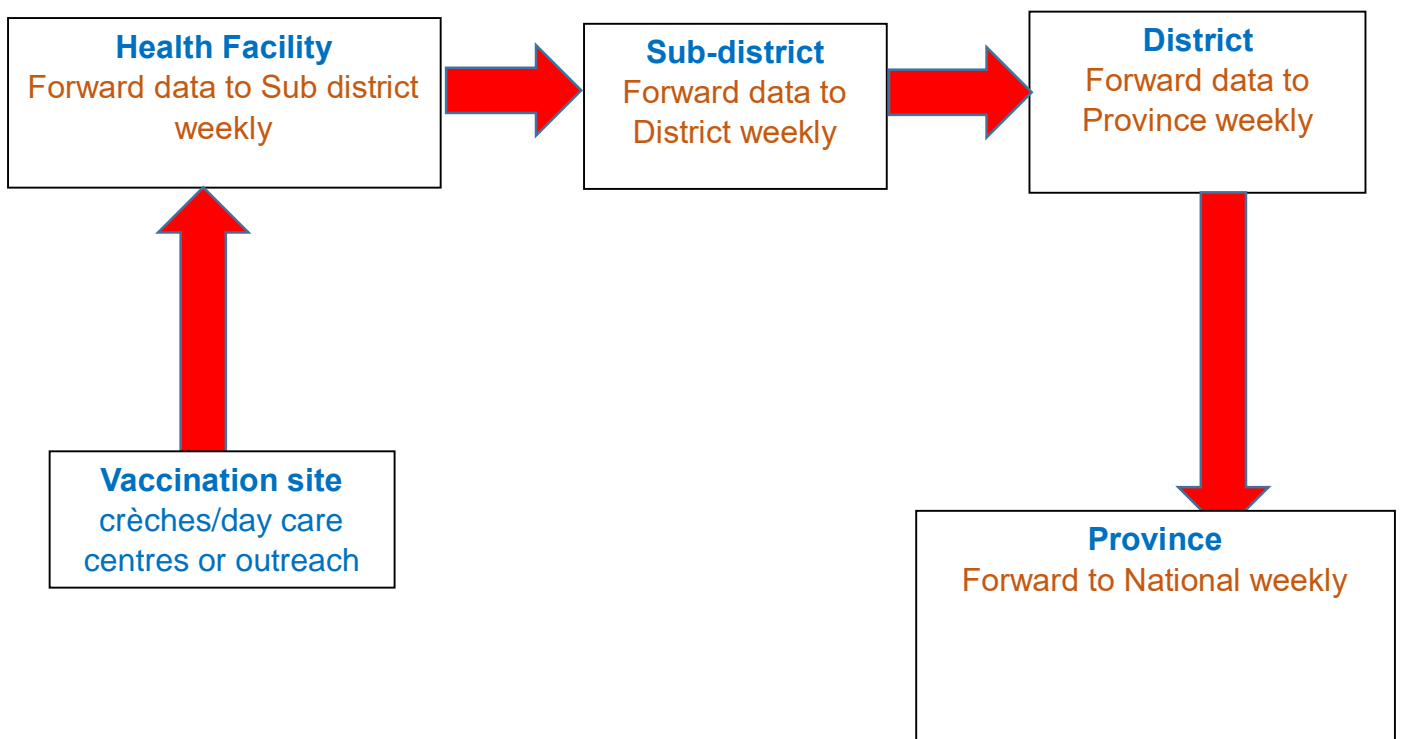 Health Facility
Forward data to Sub district
weekly
Sub-district
Forward data to
District weekly
District
Forward data to
Province weekly
Vaccination site
crèches/day care
centres or outreach
Province
Forward to National weekly